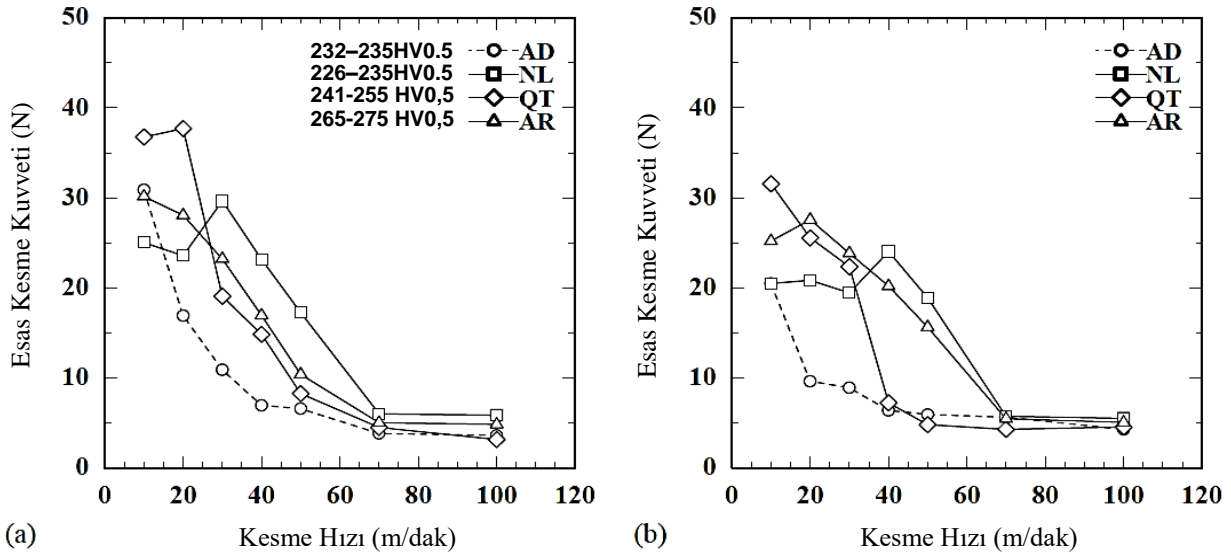 50
40
30
20
10
0
Esas Kesme Kuvveti (N)
232–235HV0.5 AD
226–235HV0.5 NL
241-255 HV0,5 QT
265-275 HV0,5 AR
0 20 40 60 80 100 120
Kesme Hızı (m/dak)
(a)
50
40
30
20
10
0
Esas Kesme Kuvveti (N)
AD
NL
QT
AR
0 20 40 60 80 100 120
Kesme Hızı (m/dak)
(b)